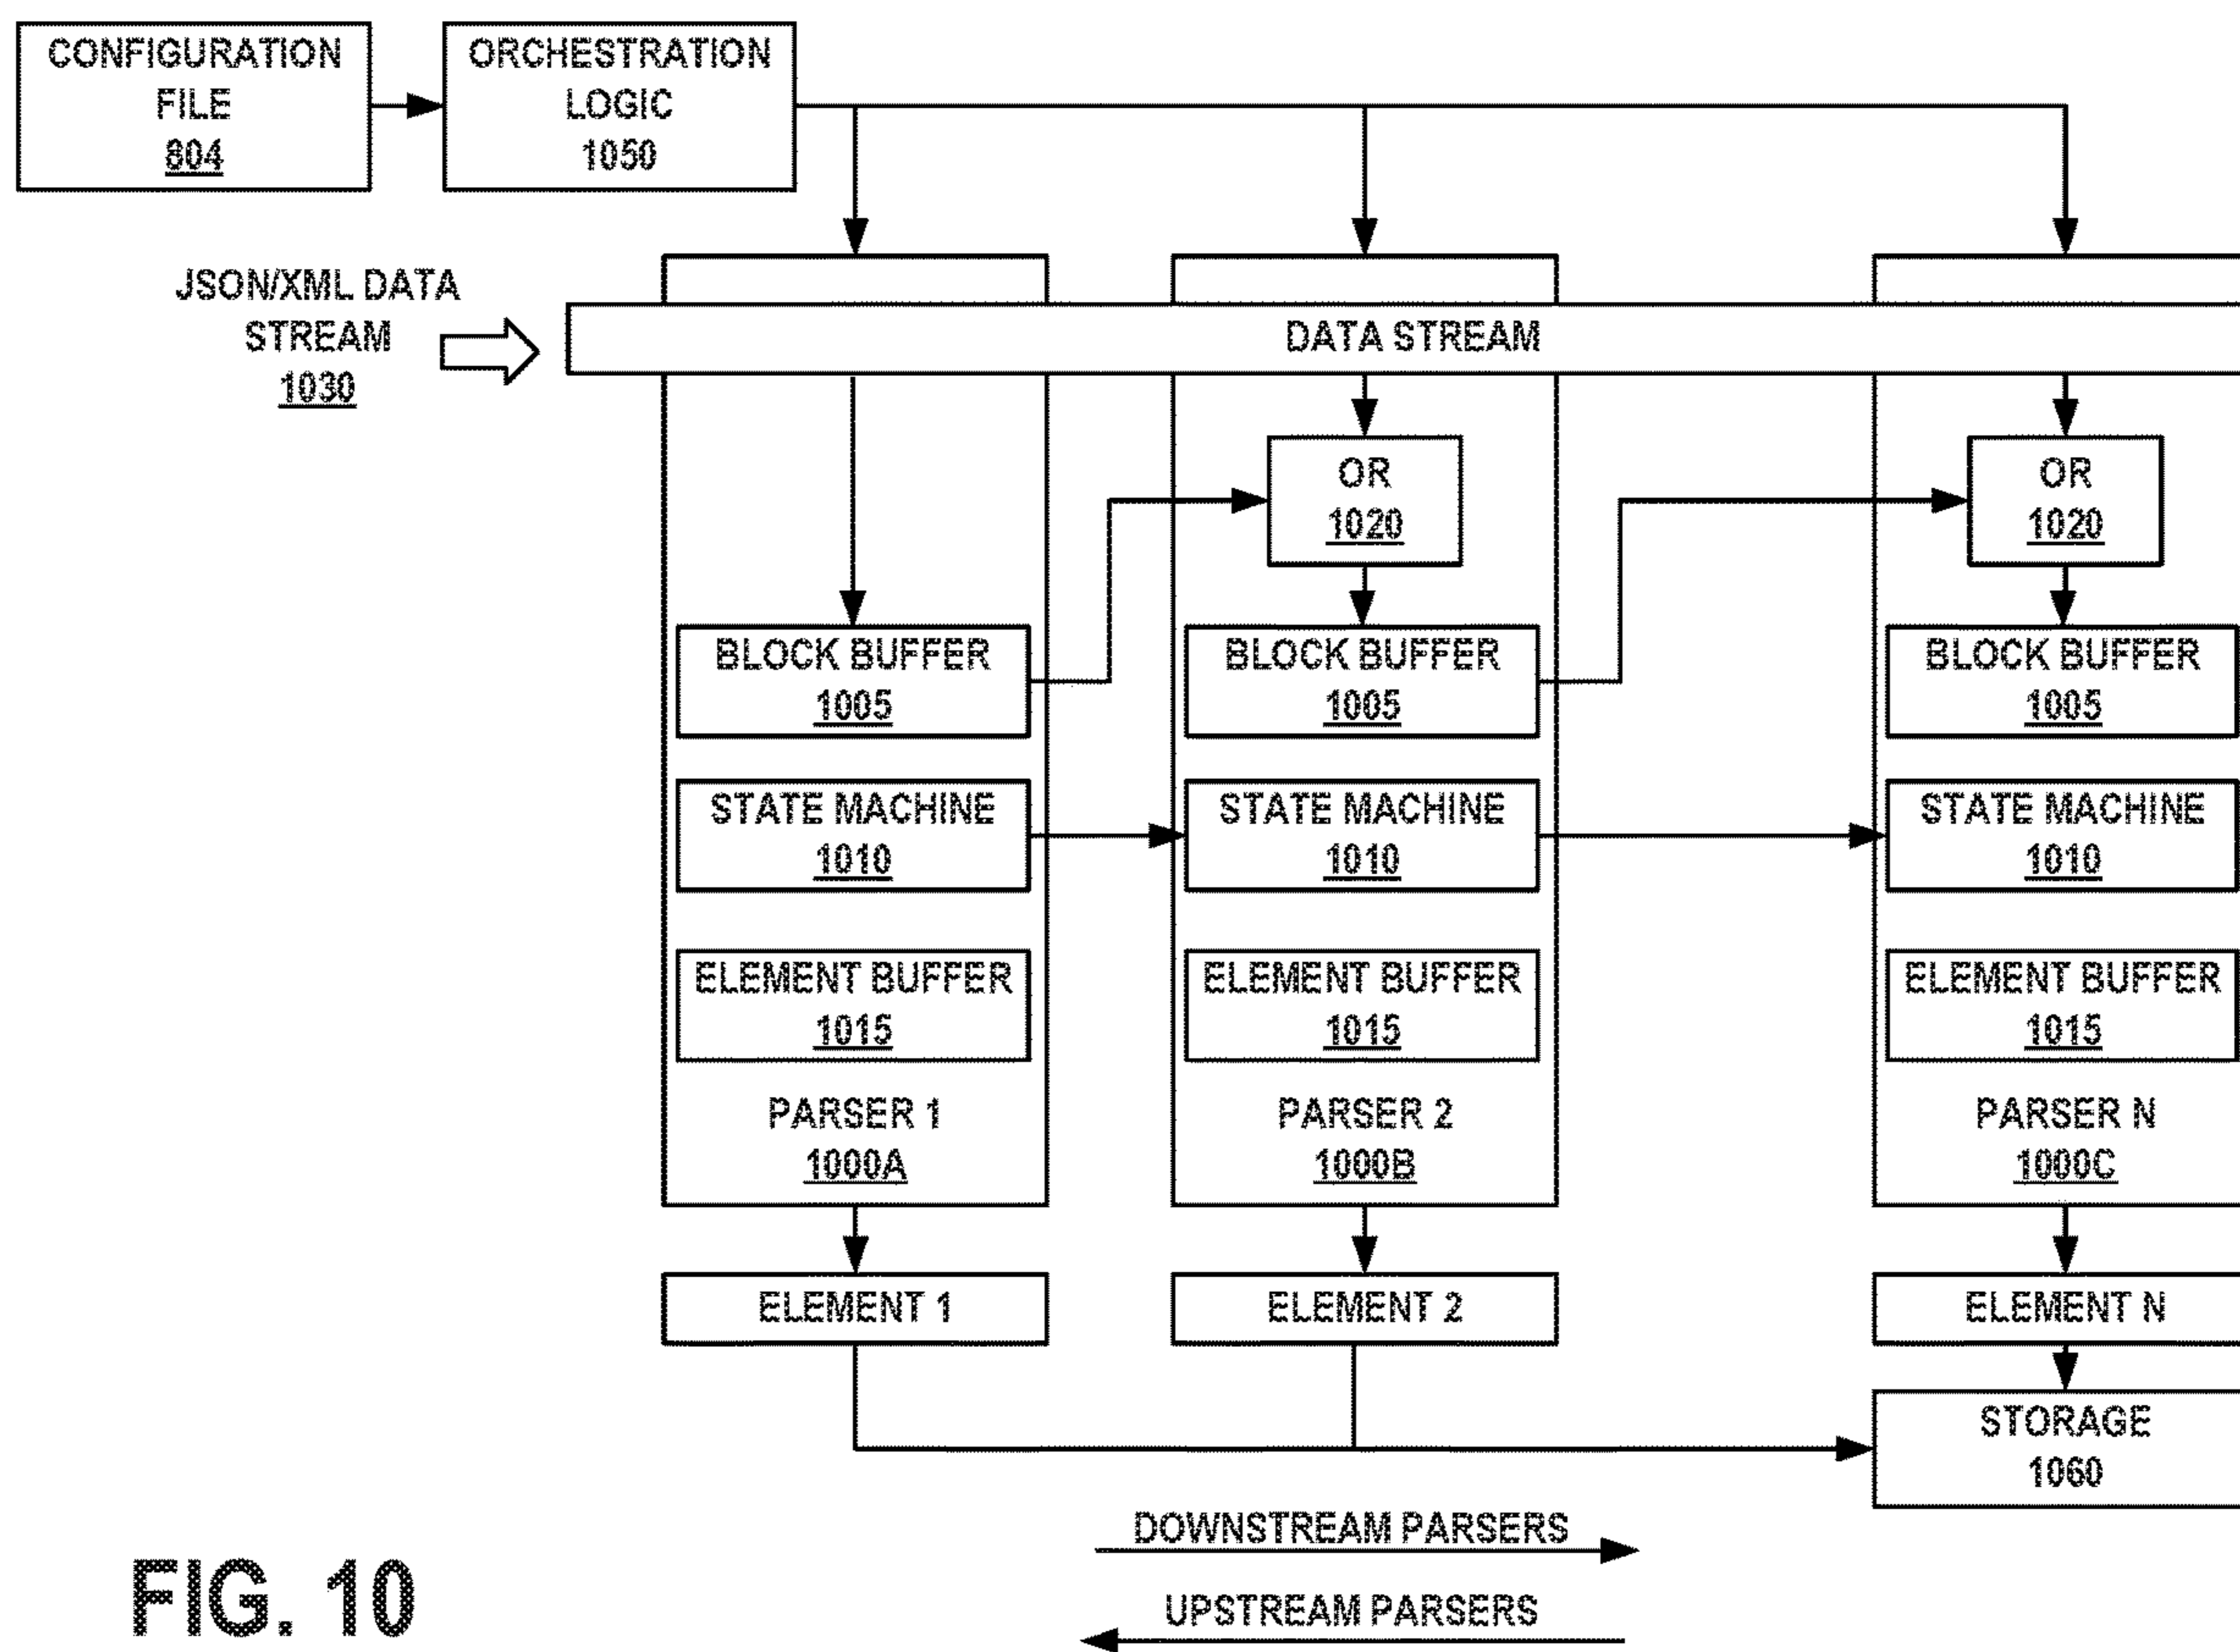 CONFIGURATION
FILE
804
ORCHESTRATION
LOGIC
1050
JSON/XML DATA
STREAM
1030
DATA STREAM
OR
1020
OR
1020
BLOCK BUFFER
1005
BLOCK BUFFER
1005
BLOCK BUFFER
1005
STATE MACHINE
1010
STATE MACHINE
1010
STATE MACHINE
1010
ELEMENT BUFFER
1015
ELEMENT BUFFER
1015
ELEMENT BUFFER
1015
PARSER 1
1000A
PARSER 2
1000B
PARSER N
1000C
ELEMENT 1
ELEMENT 2
ELEMENT N
STORAGE
1060
DOWNSTREAM PARSERS
UPSTREAM PARSERS
FIG. 10